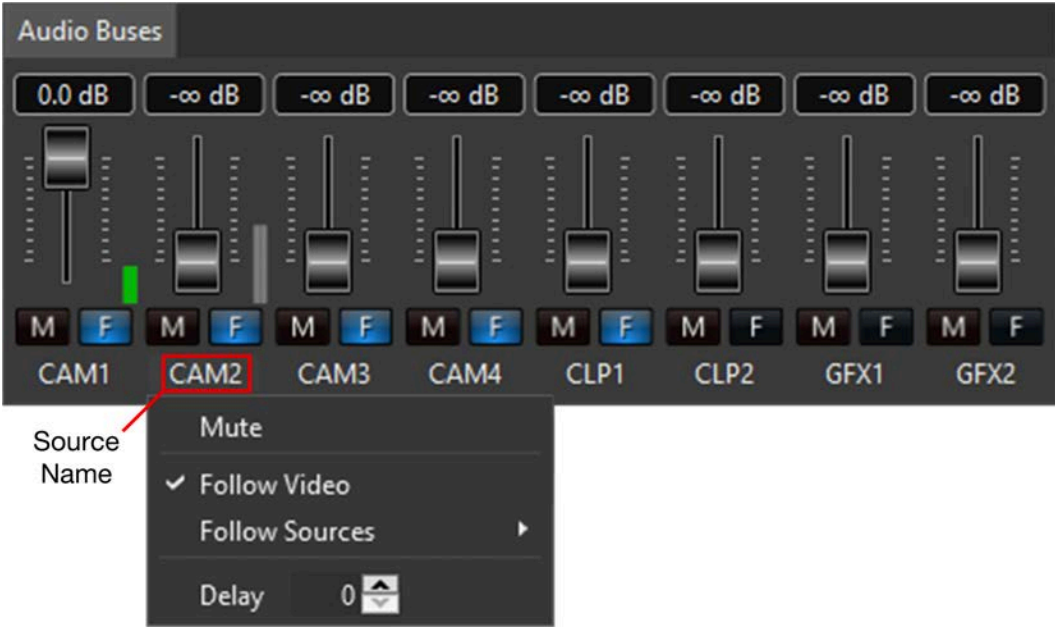 Audio Buses
0.0 dB -∞ dB -∞ dB -∞ dB -∞ dB -∞ dB -∞ dB -∞ dB
M F M F M F M F M F M F M F M F
CAM1 CAM2 CAM3 CAM4 CLP1 CLP2 GFX1 GFX2
Source
Name
Mute
Follow Video
Follow Sources
Delay 0